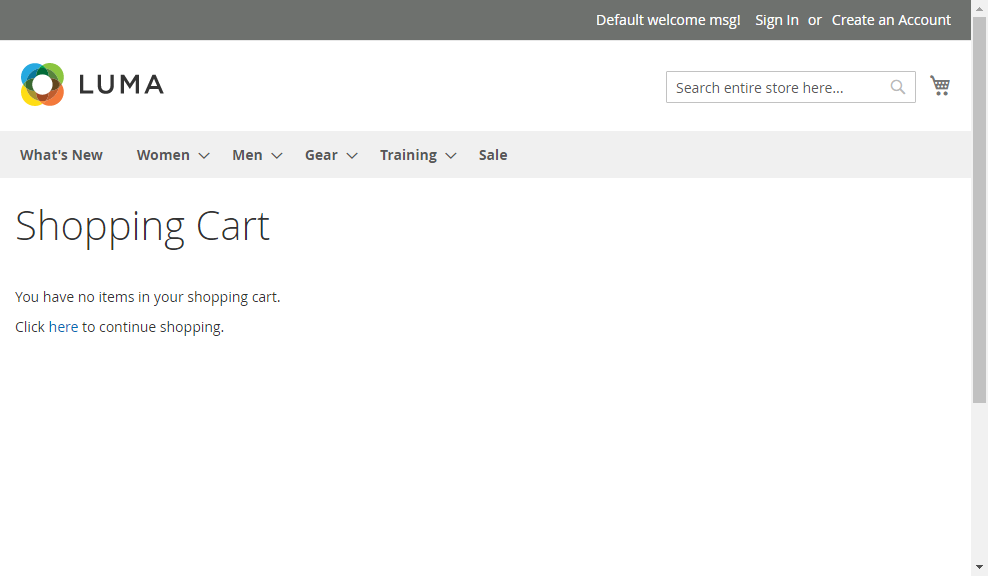 Default welcome msg! Sign In or Create an Account
LUMA
Search entire store here...
What's New Women Men Gear Training Sale
Shopping Cart
You have no items in your shopping cart.
Click here to continue shopping.